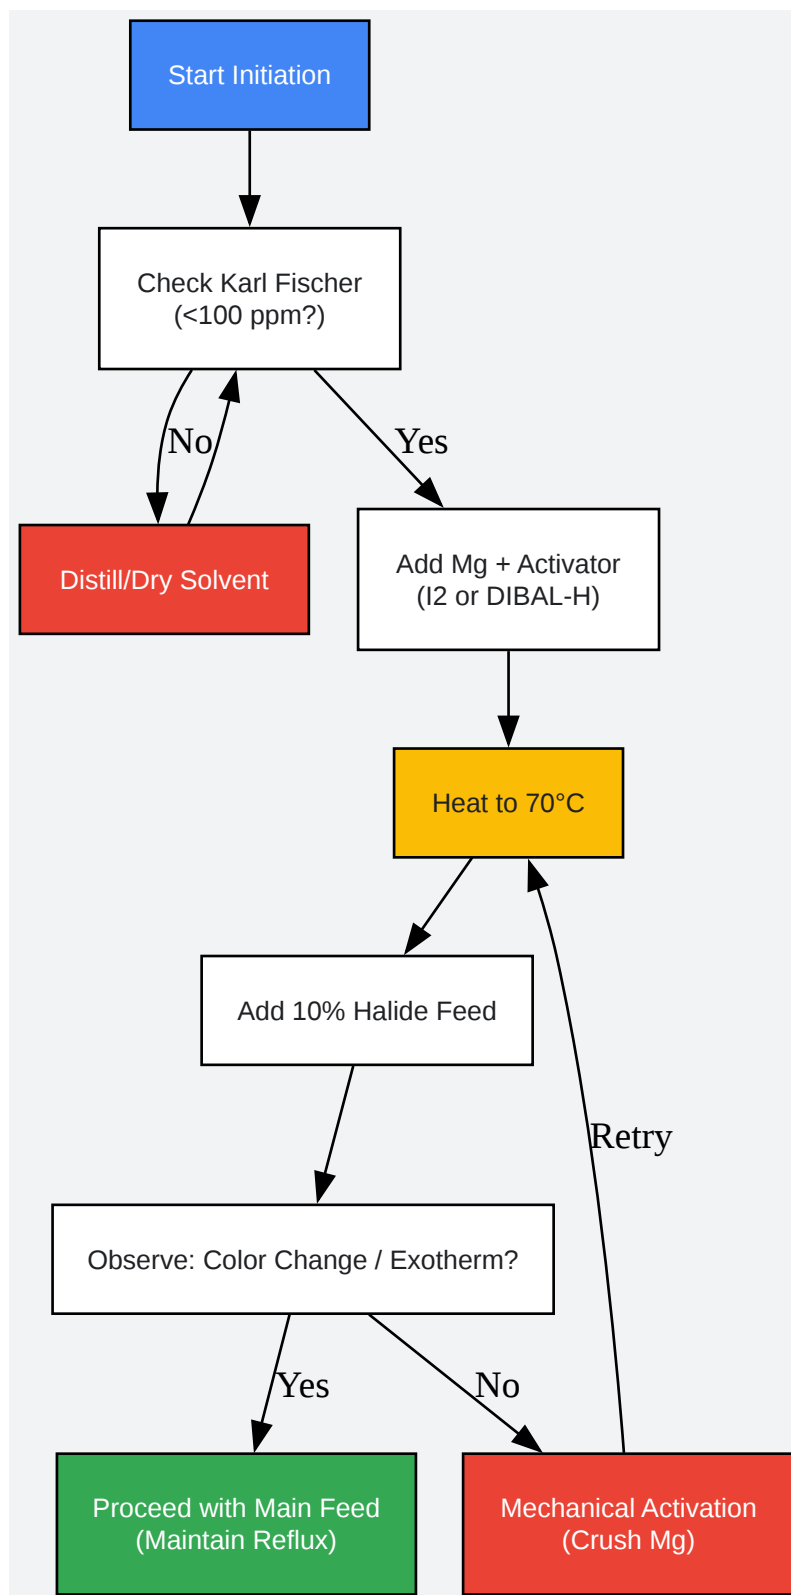 Start Initiation
Check Karl Fischer
(<100 ppm?)
No
Yes
Distill/Dry Solvent
Add Mg + Activator
(I2 or DIBAL-H)
Heat to 70°C
Add 10% Halide Feed
Retry
Observe: Color Change / Exotherm?
Yes
No
Proceed with Main Feed
(Maintain Reflux)
Mechanical Activation
(Crush Mg)